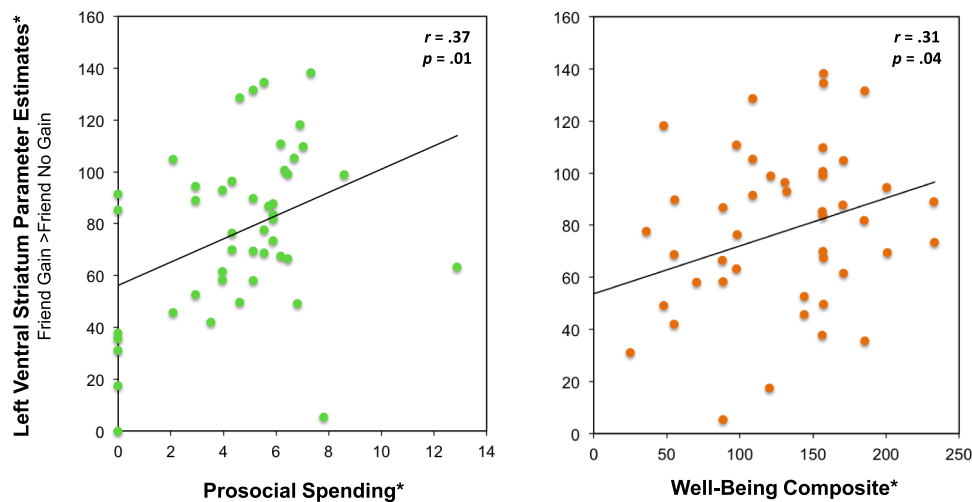 Left Ventral Striatum Parameter Estimates*
Friend Gain >Friend No Gain
160
140
120
100
80
60
40
20
0
r = .37
p = .01
0 2 4 6 8 10 12 14
Prosocial Spending*
160
140
120
100
80
60
40
20
0
r = .31
p = .04
0 50 100 150 200 250
Well-Being Composite*